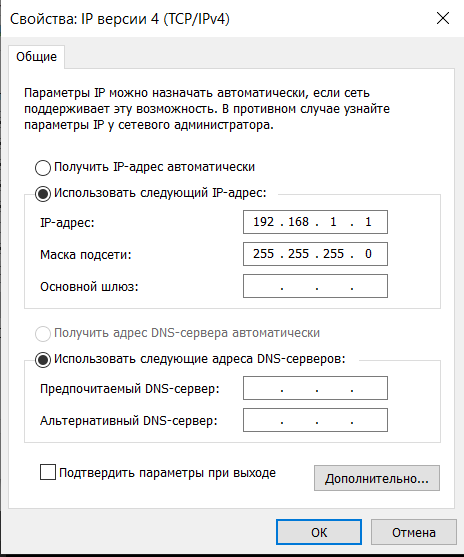 Свойства: IP версии 4 (TCP/IPv4)
Общие
Параметры IP можно назначать автоматически, если сеть
поддерживает эту возможность. В противном случае узнайте
параметры IP у сетевого администратора.
Получить IP-адрес автоматически
Использовать следующий IP-адрес:
IP-адрес: 192 . 168 . 1 . 1
Маска подсети: 255 . 255 . 255 . 0
Основной шлюз: . . .
Получить адрес DNS-сервера автоматически
Использовать следующие адреса DNS-серверов:
Предпочитаемый DNS-сервер: . . .
Альтернативный DNS-сервер: . . .
Подтвердить параметры при выходе
Дополнительно...
ОК Отмена